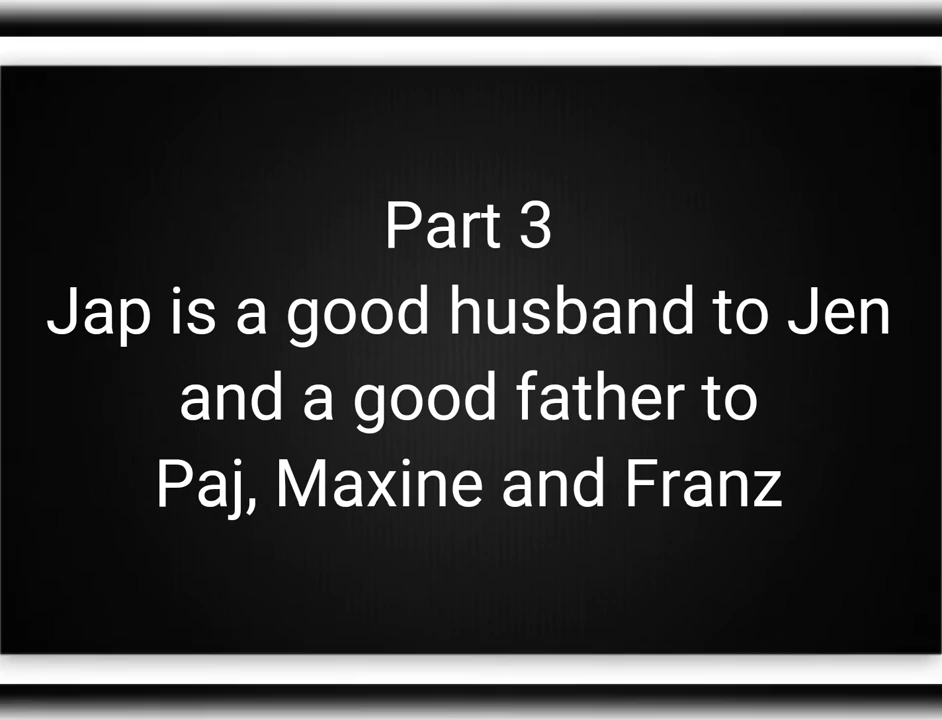 Part 3
Jap is a good husband to Jen
and a good father to
Paj, Maxine and Franz